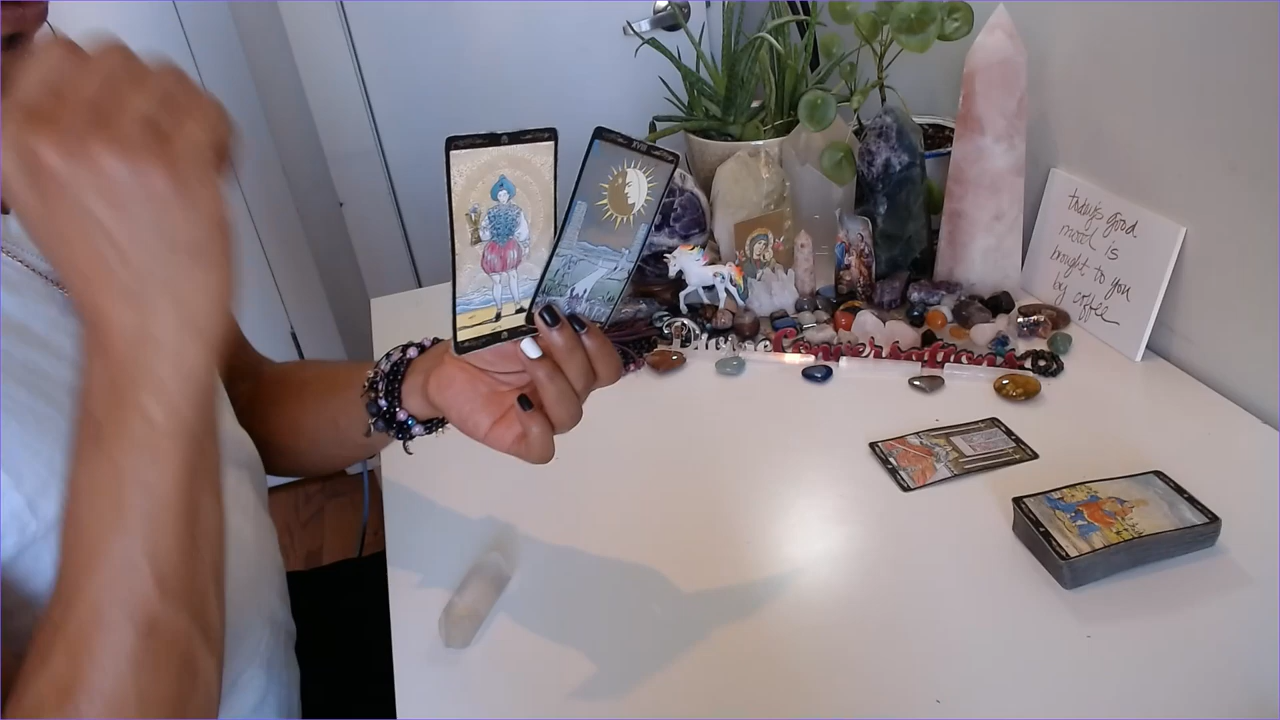 XVIII
today's good
mood is
brought to you
by coffee
Divine Conversations